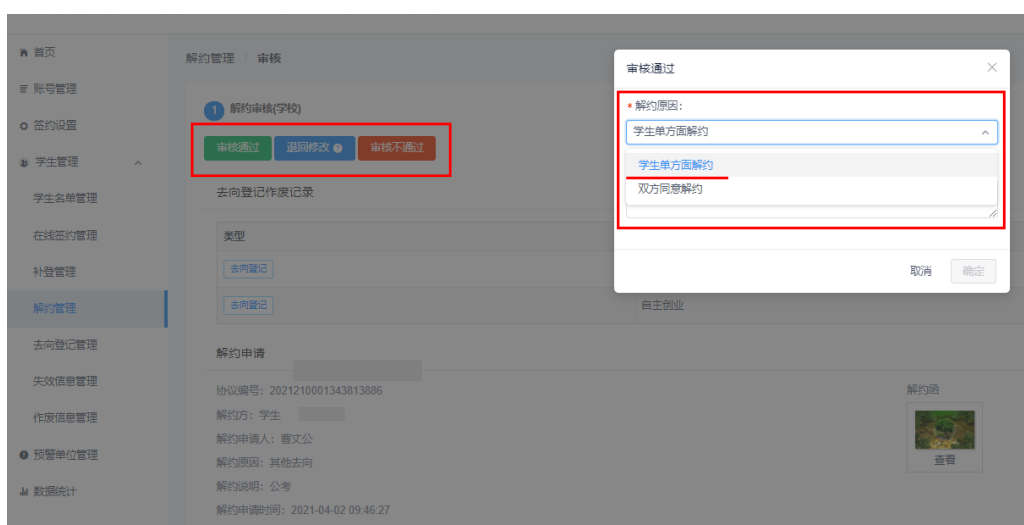 首页
账号管理
签约设置
学生管理
学生名单管理
在线签约管理
补登管理
解约管理
去向登记管理
失效信息管理
作废信息管理
预警单位管理
数据统计
解约管理 / 审核
1 解约审核(学校)
审核通过 退回修改 审核不通过
去向登记作废记录
类型
去向登记
去向登记 自主创业
解约申请
协议编号：2021210001343813886
解约方：学生
解约申请人：曹丈公
解约原因：其他去向
解约说明：公考
解约申请时间：2021-04-02 09:46:27
解约函
查看
审核通过
* 解约原因：
学生单方面解约
学生单方面解约
双方同意解约
取消 确定